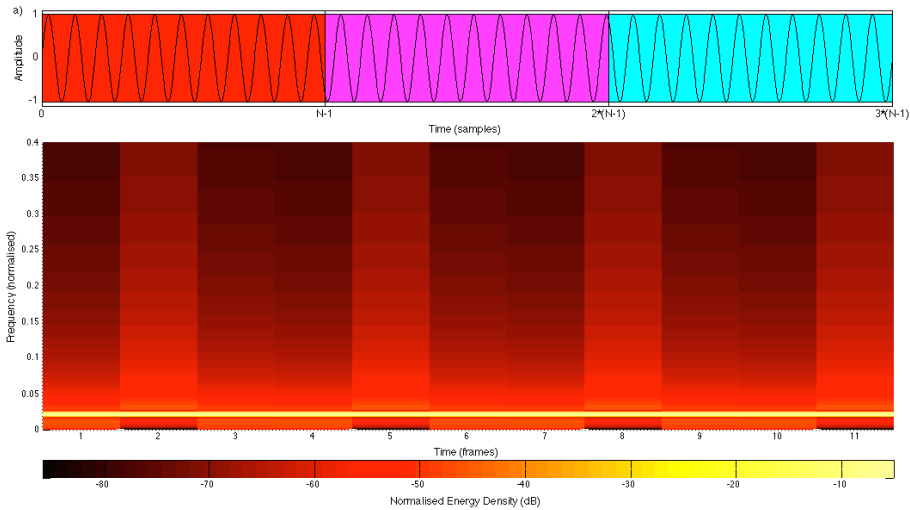 a)
Amplitude
1
0
-1
0 N-1 2*(N-1) 3*(N-1)
Time (samples)
Frequency (normalised)
0.4
0.35
0.3
0.25
0.2
0.15
0.1
0.05
0
1 2 3 4 5 6 7 8 9 10 11
Time (frames)
-80 -70 -60 -50 -40 -30 -20 -10
Normalised Energy Density (dB)